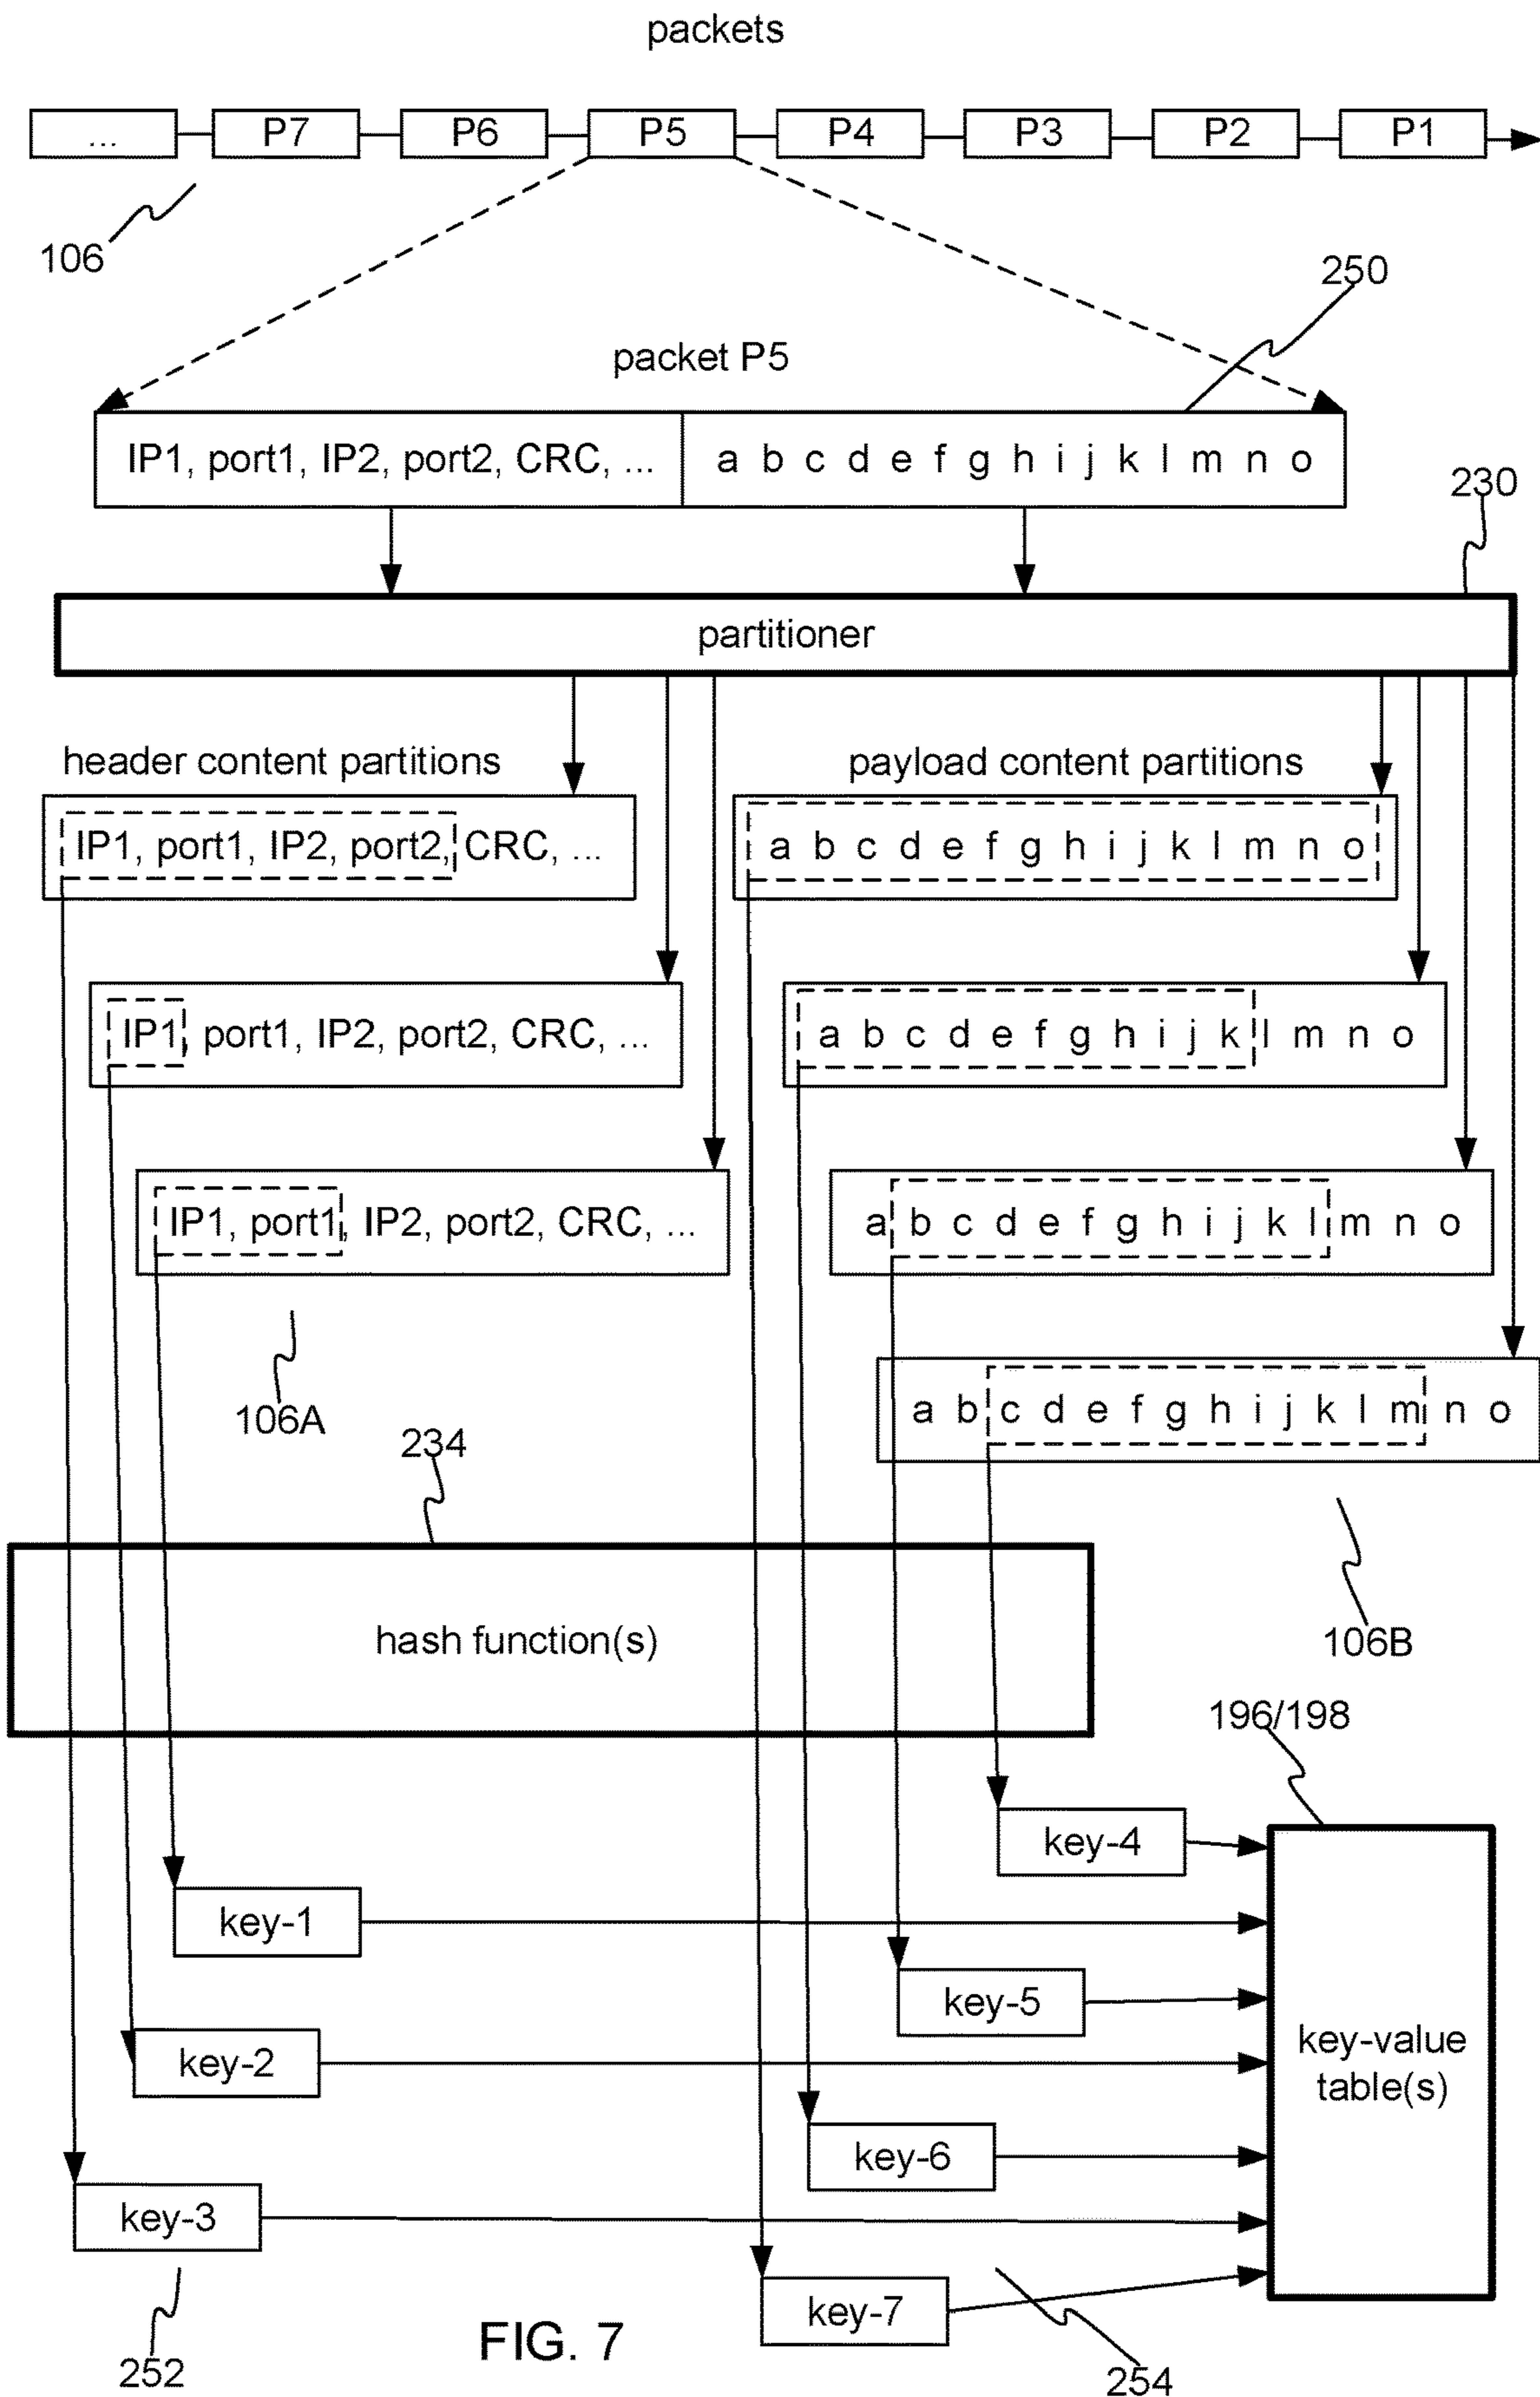 packets
... P7 P6 P5 P4 P3 P2 P1
106
250
packet P5
IP1, port1, IP2, port2, CRC, ... a b c d e f g h i j k l m n o
230
partitioner
header content partitions payload content partitions
IP1, port1, IP2, port2, CRC, ... a b c d e f g h i j k l m n o
IP1, port1, IP2, port2, CRC, ... a b c d e f g h i j k l m n o
IP1, port1, IP2, port2, CRC, ... a b c d e f g h i j k l m n o
a b c d e f g h i j k l m n o
106A
234
hash function(s)
106B
196/198
key-4
key-1
key-5
key-value
table(s)
key-2
key-6
key-3
key-7
FIG. 7
252
254